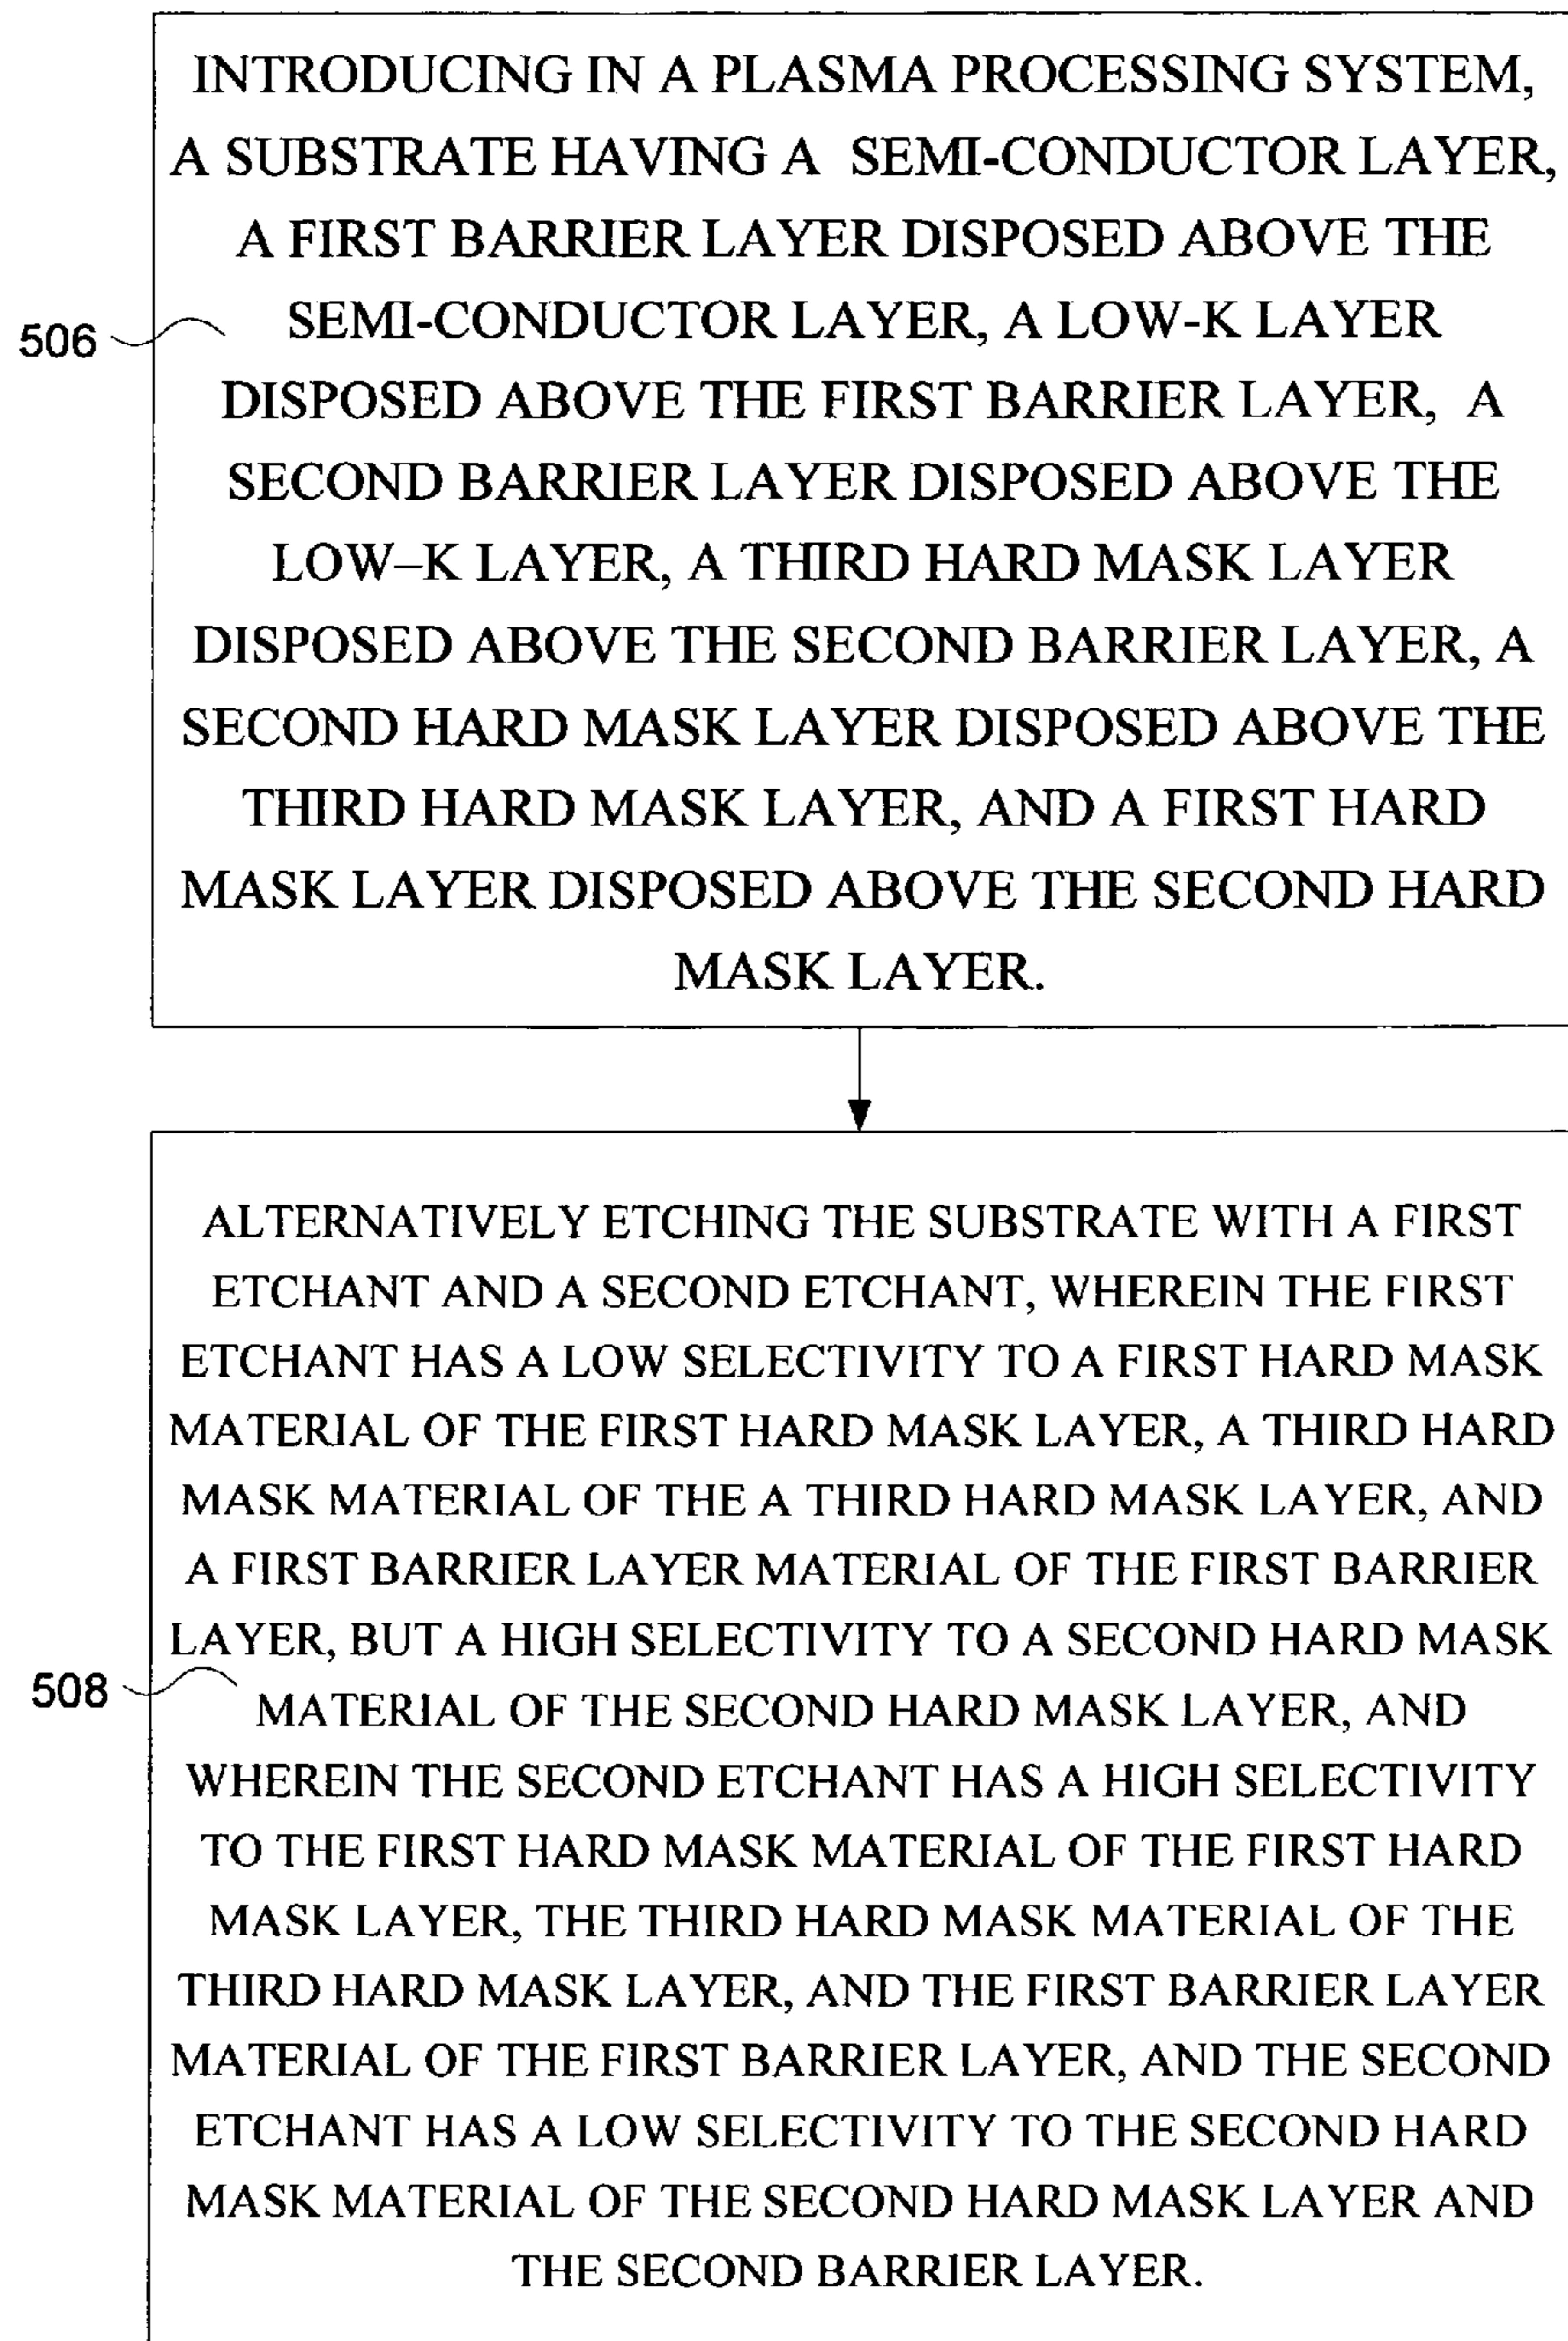 INTRODUCING IN A PLASMA PROCESSING SYSTEM,
A SUBSTRATE HAVING A SEMI-CONDUCTOR LAYER,
A FIRST BARRIER LAYER DISPOSED ABOVE THE
506
SEMI-CONDUCTOR LAYER, A LOW-K LAYER
DISPOSED ABOVE THE FIRST BARRIER LAYER, A
SECOND BARRIER LAYER DISPOSED ABOVE THE
LOW–K LAYER, A THIRD HARD MASK LAYER
DISPOSED ABOVE THE SECOND BARRIER LAYER, A
SECOND HARD MASK LAYER DISPOSED ABOVE THE
THIRD HARD MASK LAYER, AND A FIRST HARD
MASK LAYER DISPOSED ABOVE THE SECOND HARD
MASK LAYER.
ALTERNATIVELY ETCHING THE SUBSTRATE WITH A FIRST
ETCHANT AND A SECOND ETCHANT, WHEREIN THE FIRST
ETCHANT HAS A LOW SELECTIVITY TO A FIRST HARD MASK
MATERIAL OF THE FIRST HARD MASK LAYER, A THIRD HARD
MASK MATERIAL OF THE A THIRD HARD MASK LAYER, AND
A FIRST BARRIER LAYER MATERIAL OF THE FIRST BARRIER
LAYER, BUT A HIGH SELECTIVITY TO A SECOND HARD MASK
508
MATERIAL OF THE SECOND HARD MASK LAYER, AND
WHEREIN THE SECOND ETCHANT HAS A HIGH SELECTIVITY
TO THE FIRST HARD MASK MATERIAL OF THE FIRST HARD
MASK LAYER, THE THIRD HARD MASK MATERIAL OF THE
THIRD HARD MASK LAYER, AND THE FIRST BARRIER LAYER
MATERIAL OF THE FIRST BARRIER LAYER, AND THE SECOND
ETCHANT HAS A LOW SELECTIVITY TO THE SECOND HARD
MASK MATERIAL OF THE SECOND HARD MASK LAYER AND
THE SECOND BARRIER LAYER.